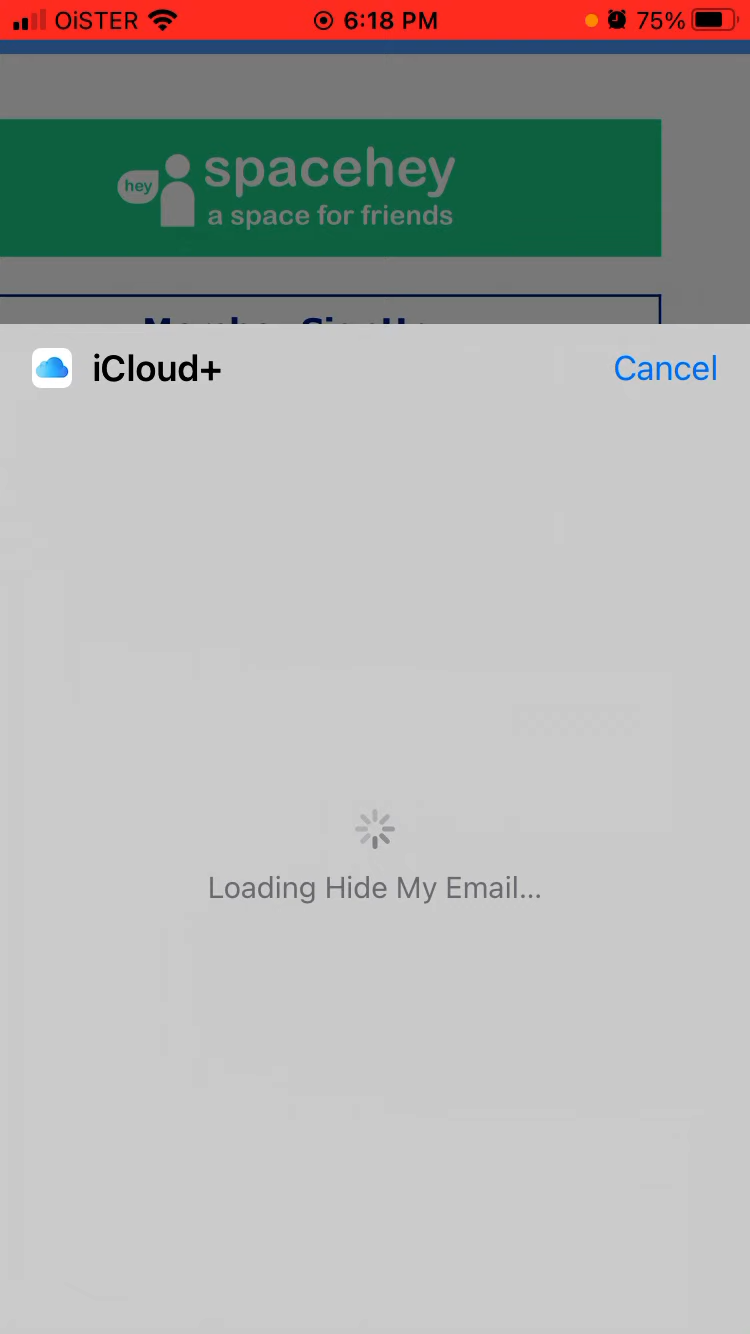 OiSTER 6:18 PM 75%
hey
spacehey
a space for friends
iCloud+ Cancel
Loading Hide My Email...